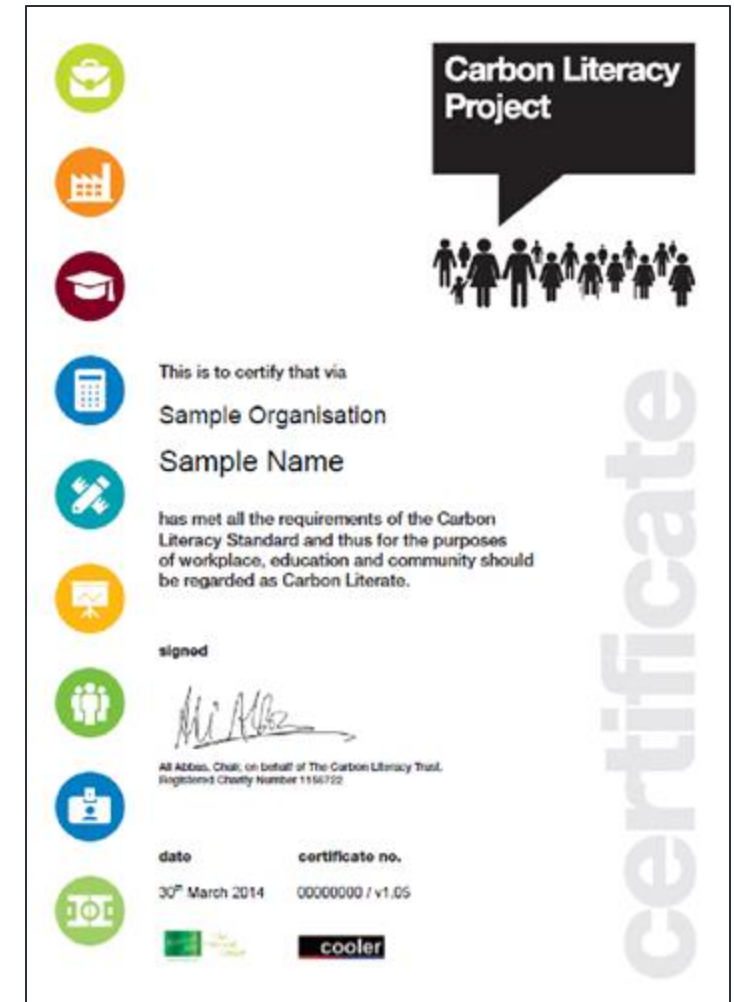 Carbon Literacy
Project
This is to certify that via
Sample Organisation
Sample Name
has met all the requirements of the Carbon
Literacy Standard and thus for the purposes
of workplace, education and community should
be regarded as Carbon Literate.
signed
Ali Abbas
Ali Abbas, Chair, on behalf of The Carbon Literacy Trust.
Registered Charity Number 1156722
date certificate no.
30th March 2014 00000000 / v1.05
cooler
certificate